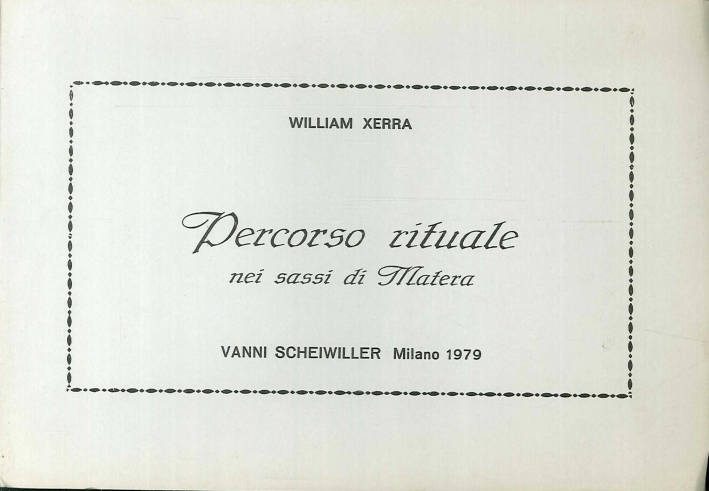 WILLIAM XERRA
Percorso rituale
nei sassi di Matera
VANNI SCHEIWILLER Milano 1979